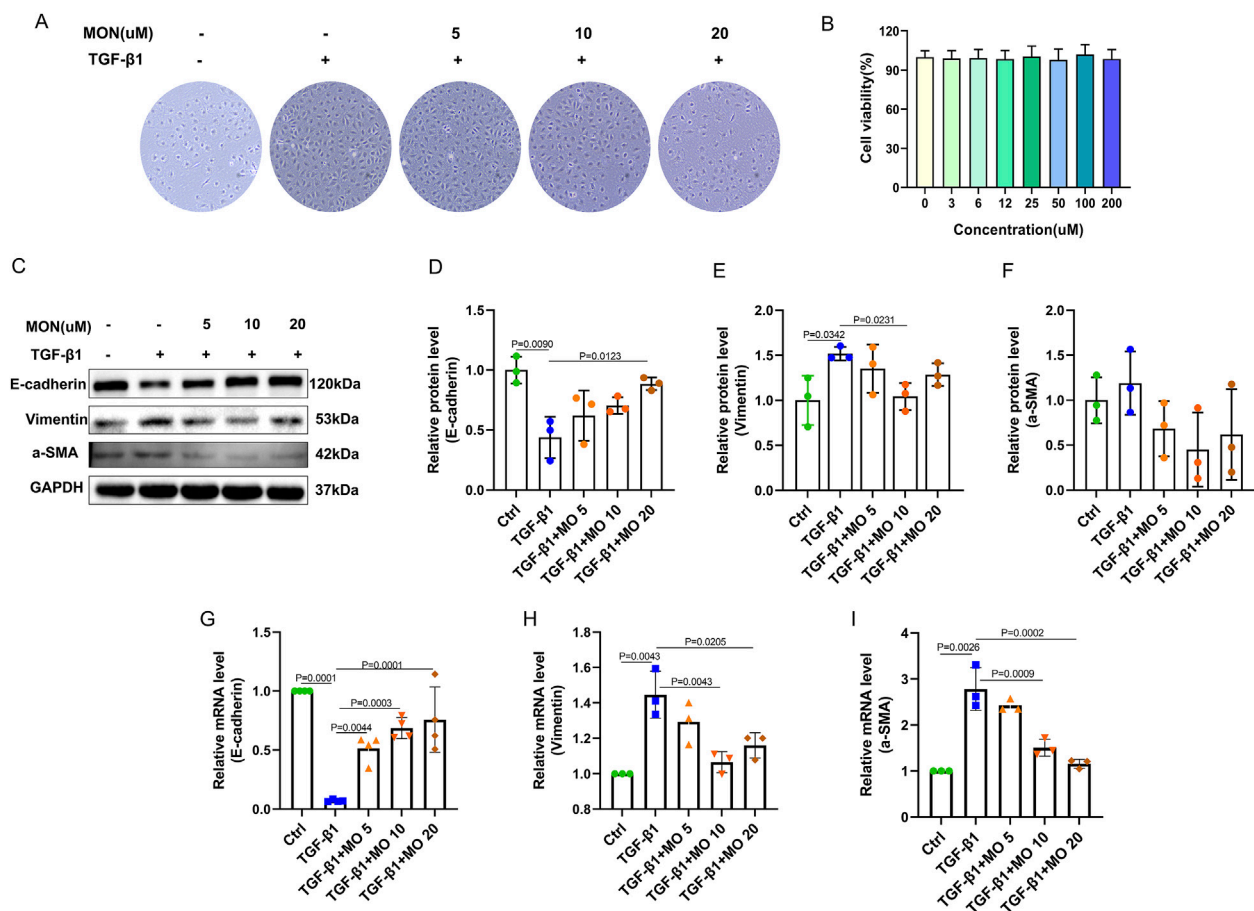 A
MON(uM) - - 5 10 20
TGF-β1 - + + + +
B
Cell viability(%)
120
90
60
30
0
0 3 6 12 25 50 100 200
Concentration(uM)
C
MON(uM) - - 5 10 20
TGF-β1 - + + + +
E-cadherin 120kDa
Vimentin 53kDa
a-SMA 42kDa
GAPDH 37kDa
D
Relative protein level
(E-cadherin)
1.5
1.0
0.5
0.0
P=0.0090
P=0.0123
Ctrl
TGF-β1
TGF-β1+MO 5
TGF-β1+MO 10
TGF-β1+MO 20
E
Relative protein level
(Vimentin)
2.0
1.5
1.0
0.5
0.0
P=0.0231
P=0.0342
Ctrl
TGF-β1
TGF-β1+MO 5
TGF-β1+MO 10
TGF-β1+MO 20
F
Relative protein level
(a-SMA)
2.0
1.5
1.0
0.5
0.0
Ctrl
TGF-β1
TGF-β1+MO 5
TGF-β1+MO 10
TGF-β1+MO 20
G
Relative mRNA level
(E-cadherin)
1.5
1.0
0.5
0.0
P=0.0001
P=0.0001
P=0.0003
P=0.0044
Ctrl
TGF-β1
TGF-β1+MO 5
TGF-β1+MO 10
TGF-β1+MO 20
H
Relative mRNA level
(Vimentin)
1.8
1.6
1.4
1.2
1.0
0.8
P=0.0205
P=0.0043
P=0.0043
Ctrl
TGF-β1
TGF-β1+MO 5
TGF-β1+MO 10
TGF-β1+MO 20
I
Relative mRNA level
(a-SMA)
4
3
2
1
0
P=0.0002
P=0.0026
P=0.0009
Ctrl
TGF-β1
TGF-β1+MO 5
TGF-β1+MO 10
TGF-β1+MO 20